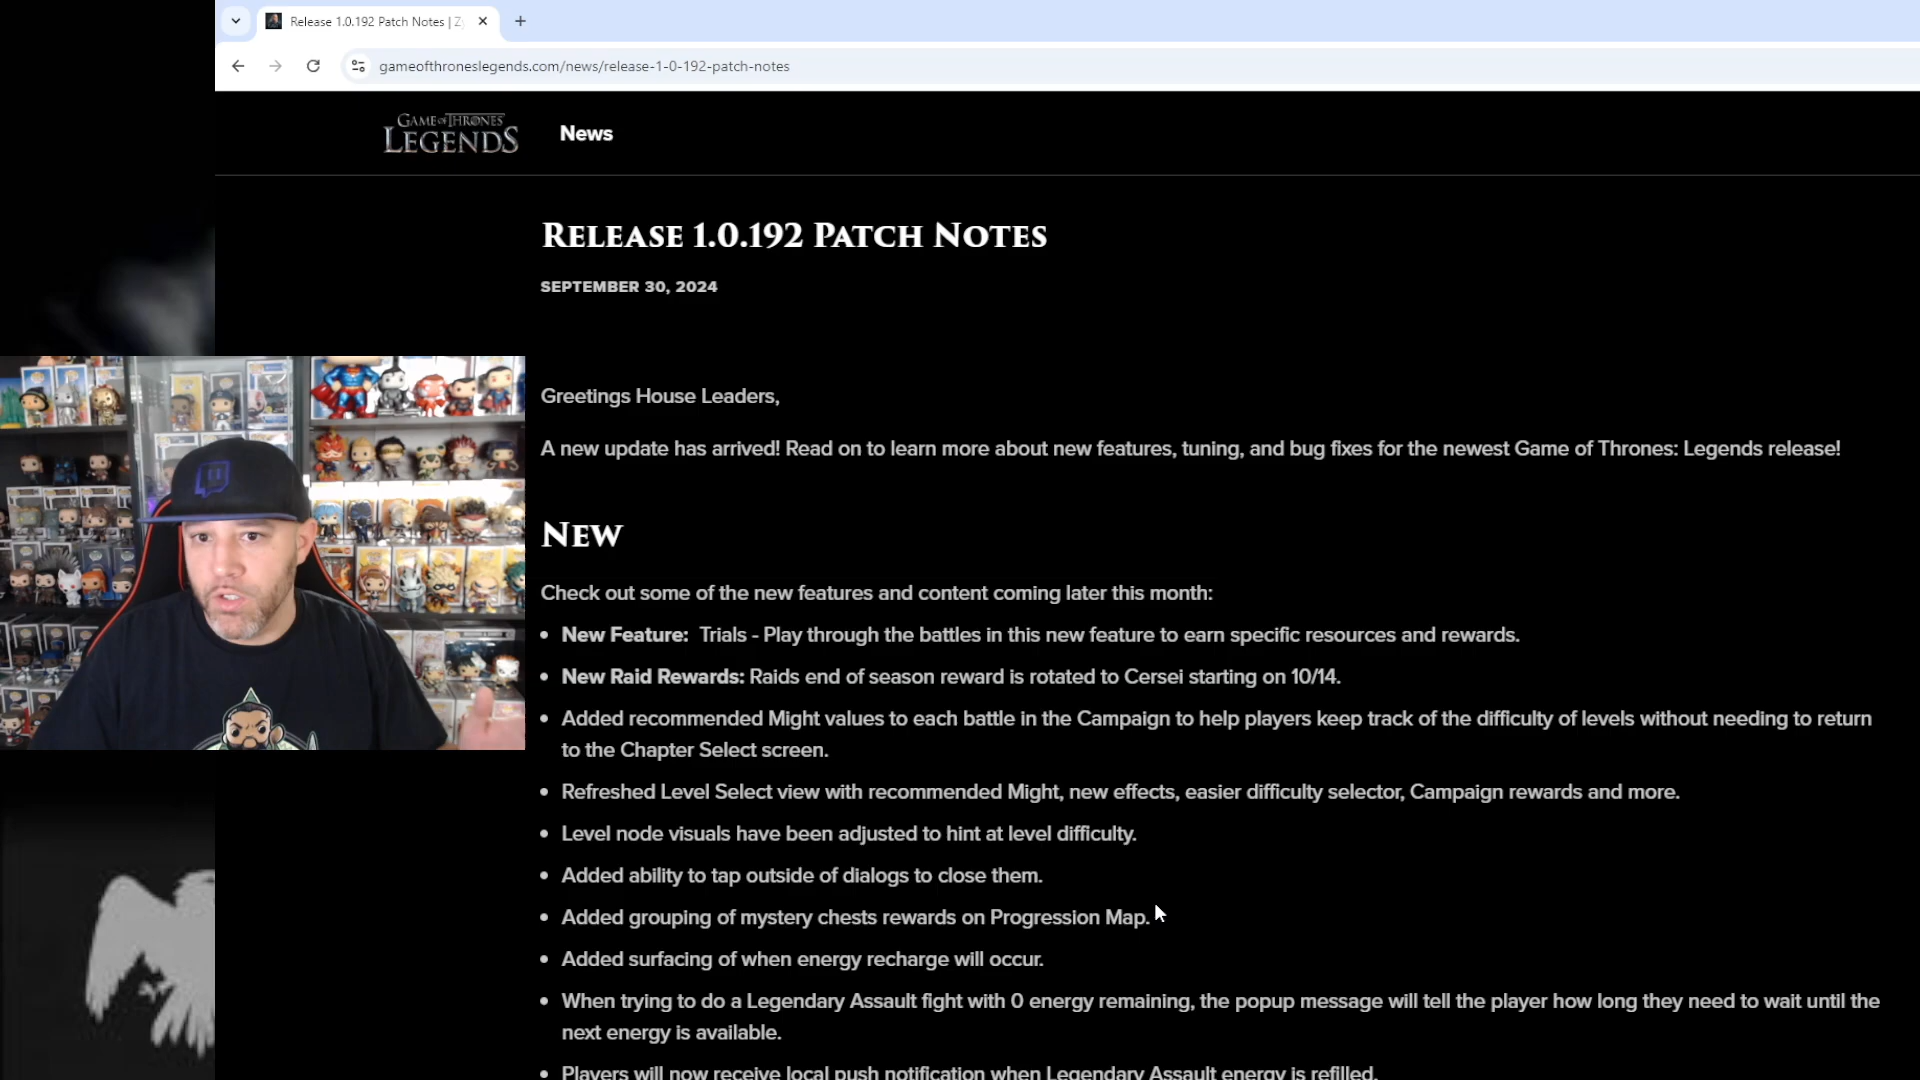 Release 1.0.192 Patch Notes | Z
gameofthroneslegends.com/news/release-1-0-192-patch-notes
GAME OF THRONES
LEGENDS
News
RELEASE 1.0.192 PATCH NOTES
SEPTEMBER 30, 2024
Greetings House Leaders,
A new update has arrived! Read on to learn more about new features, tuning, and bug fixes for the newest Game of Thrones: Legends release!
NEW
Check out some of the new features and content coming later this month:
• New Feature: Trials - Play through the battles in this new feature to earn specific resources and rewards.
• New Raid Rewards: Raids end of season reward is rotated to Cersei starting on 10/14.
• Added recommended Might values to each battle in the Campaign to help players keep track of the difficulty of levels without needing to return
to the Chapter Select screen.
• Refreshed Level Select view with recommended Might, new effects, easier difficulty selector, Campaign rewards and more.
• Level node visuals have been adjusted to hint at level difficulty.
• Added ability to tap outside of dialogs to close them.
• Added grouping of mystery chests rewards on Progression Map.
• Added surfacing of when energy recharge will occur.
• When trying to do a Legendary Assault fight with 0 energy remaining, the popup message will tell the player how long they need to wait until the
next energy is available.
• Players will now receive local push notification when Legendary Assault energy is refilled.